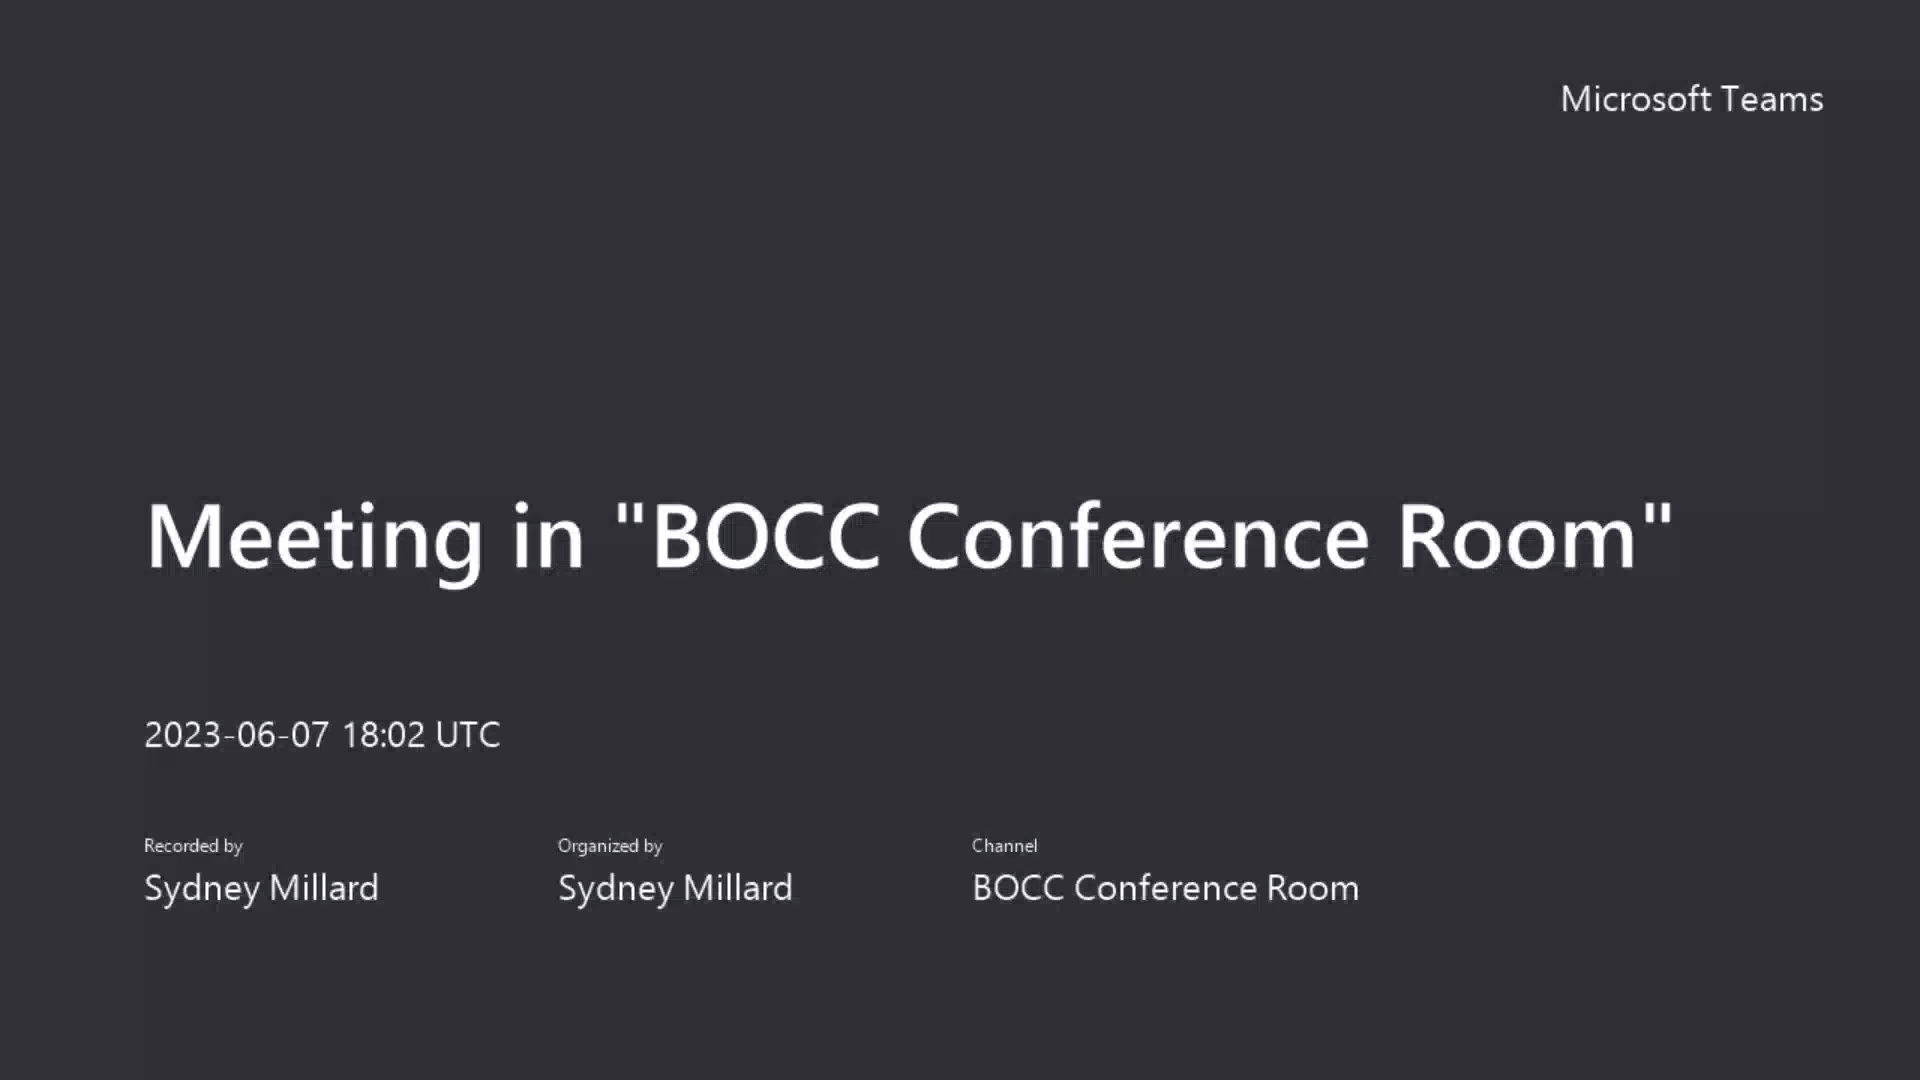 Microsoft Teams
Meeting in "BOCC Conference Room"
2023-06-07 18:02 UTC
Recorded by
Sydney Millard
Organized by
Sydney Millard
Channel
BOCC Conference Room